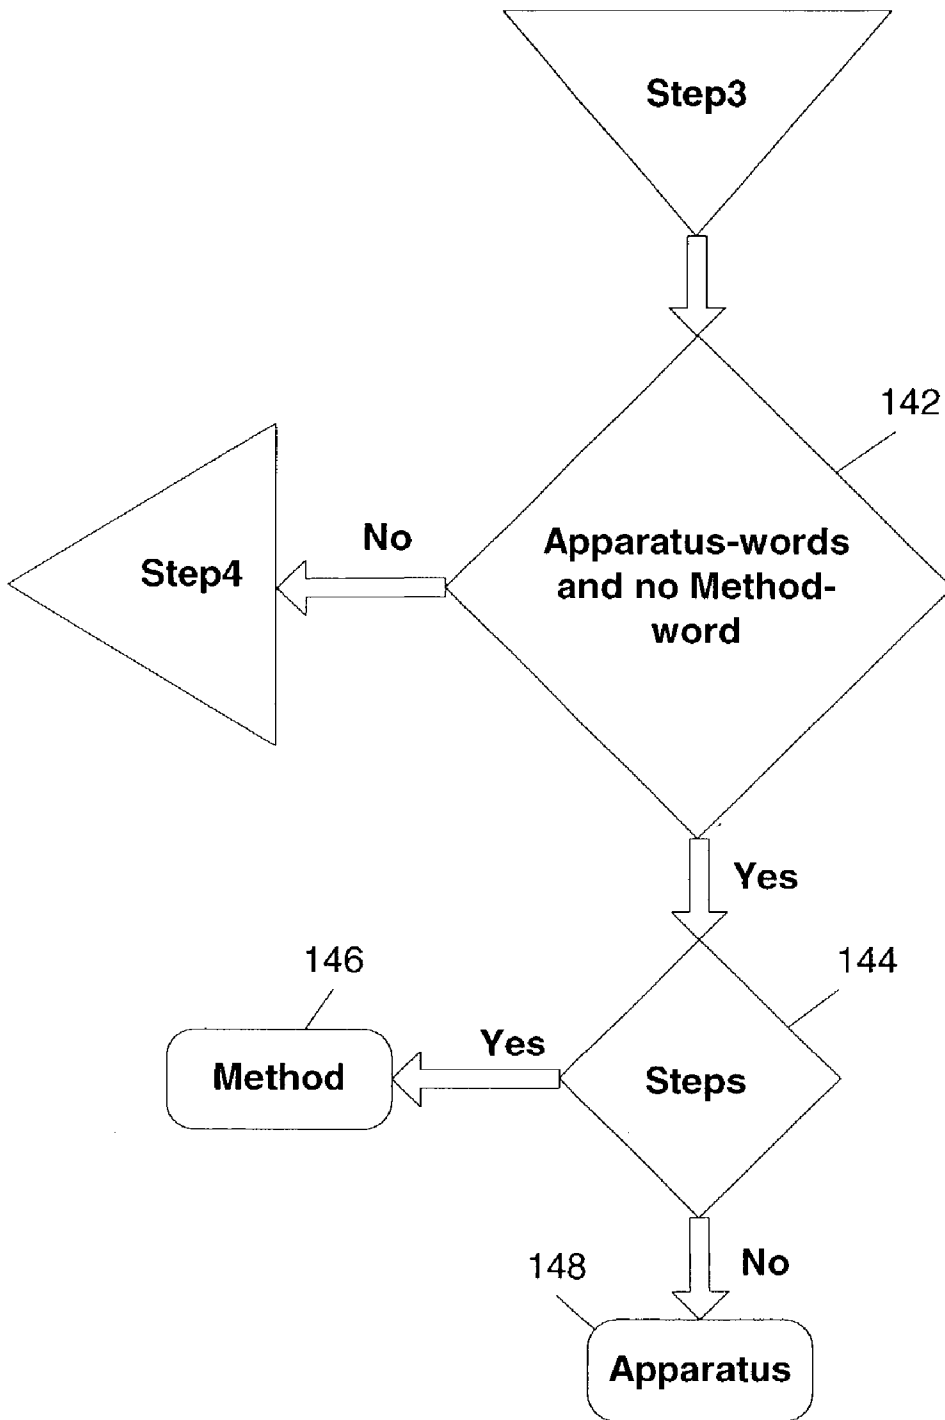 Step3
142
No
Apparatus-words
and no Method-
word
Step4
Yes
146
144
Yes
Method
Steps
No
148
Apparatus